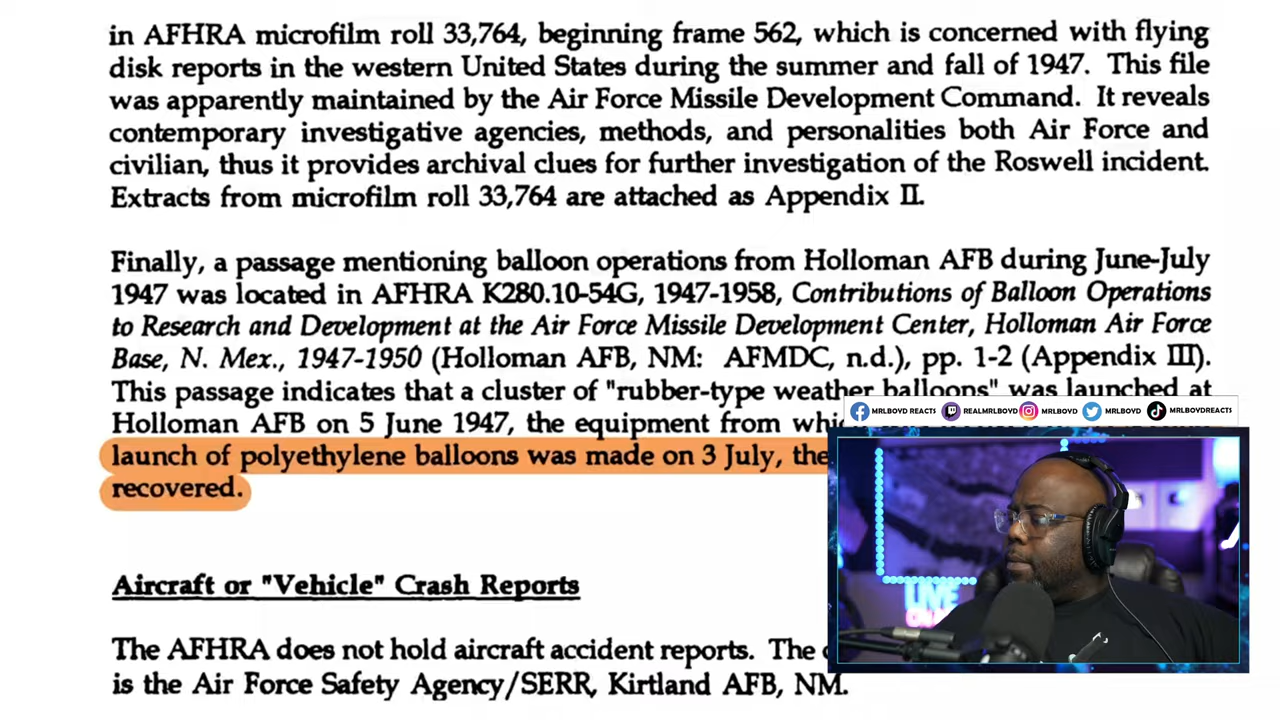 in AFHRA microfilm roll 33,764, beginning frame 562, which is concerned with flying
disk reports in the western United States during the summer and fall of 1947. This file
was apparently maintained by the Air Force Missile Development Command. It reveals
contemporary investigative agencies, methods, and personalities both Air Force and
civilian, thus it provides archival clues for further investigation of the Roswell incident.
Extracts from microfilm roll 33,764 are attached as Appendix II.
Finally, a passage mentioning balloon operations from Holloman AFB during June-July
1947 was located in AFHRA K280.10-54G, 1947-1958, Contributions of Balloon Operations
to Research and Development at the Air Force Missile Development Center, Holloman Air Force
Base, N. Mex., 1947-1950 (Holloman AFB, NM: AFMDC, n.d.), pp. 1-2 (Appendix III).
This passage indicates that a cluster of "rubber-type weather balloons" was launched at
Holloman AFB on 5 June 1947, the equipment from
launch of polyethylene balloons was made on 3 July,
recovered.
MRLBOYD REACTS REALMRLBOYD MRLBOYD MRLBOYD MRLBOYDREACTS
LIVE
Aircraft or "Vehicle" Crash Reports
The AFHRA does not hold aircraft accident reports. The
is the Air Force Safety Agency/SERR, Kirtland AFB, NM.